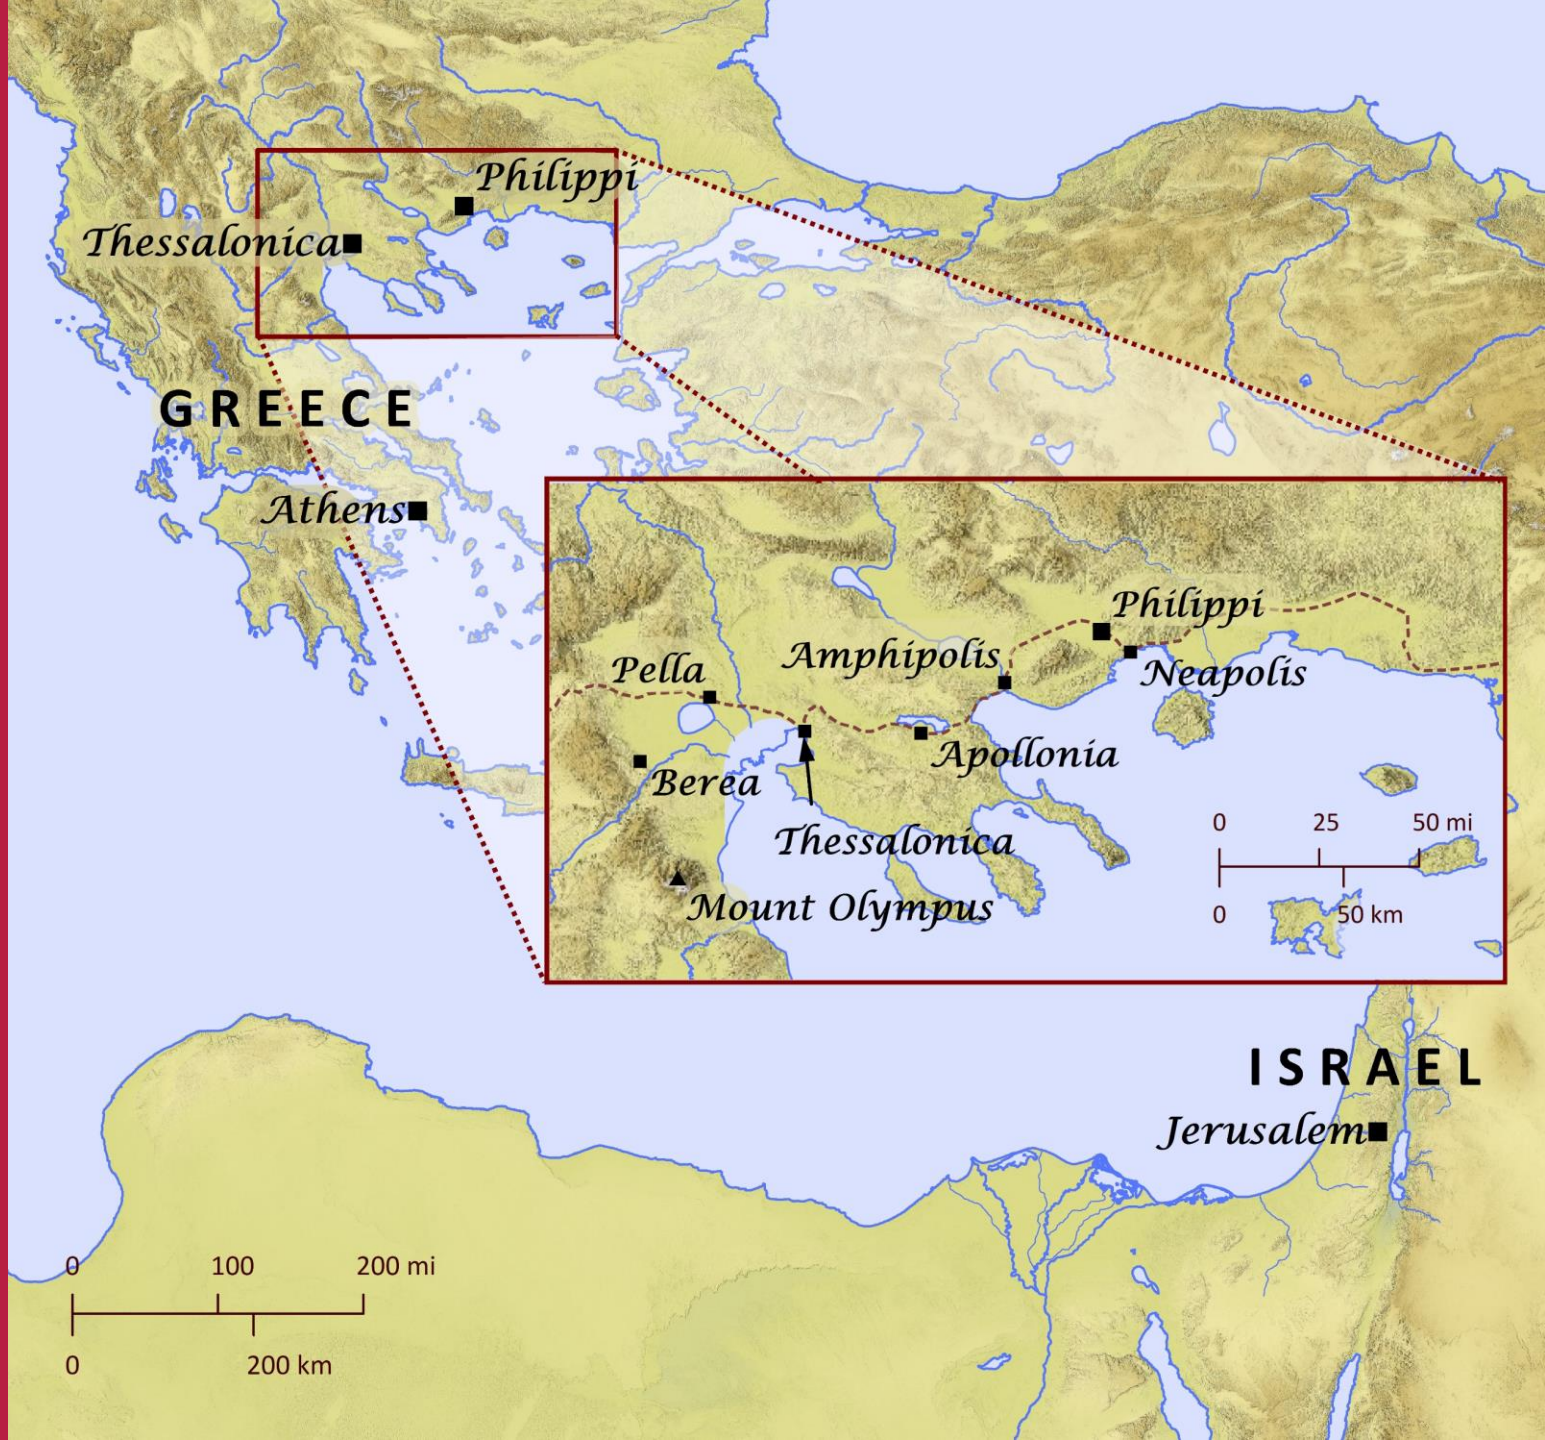 Philippi
Thessalonica
GREECE
Athens
Philippi
Amphipolis
Pella
Neapolis
Apollonia
Berea
Thessalonica
0 25 50 mi
Mount Olympus
0 50 km
ISRAEL
Jerusalem
0 100 200 mi
0 200 km